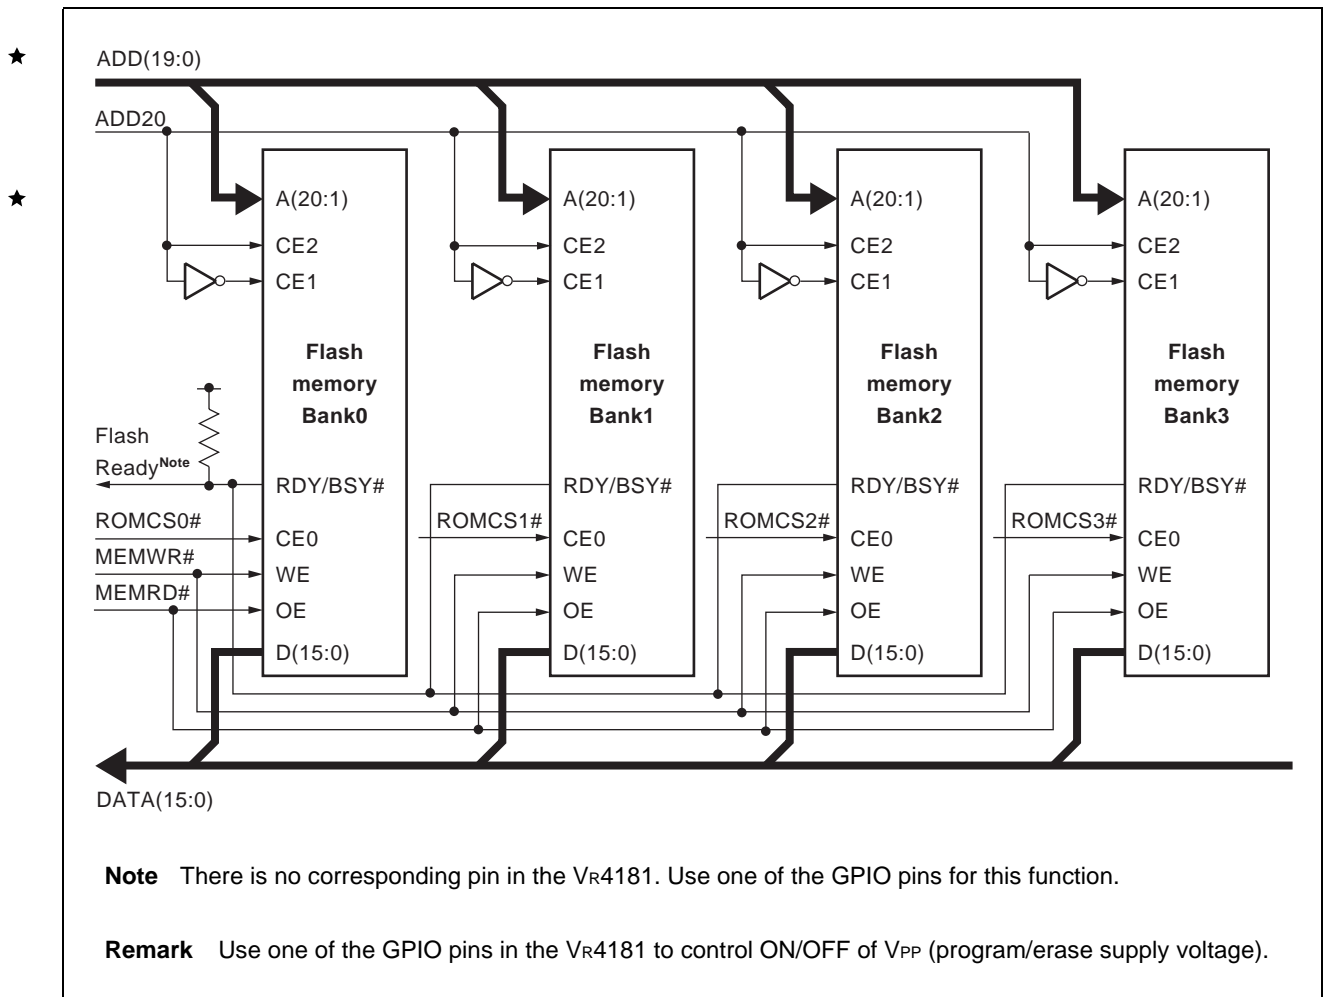 ★
ADD(19:0)
ADD20
★
A(20:1)
CE2
CE1
Flash
memory
Bank0
RDY/BSY#
CE0
WE
OE
D(15:0)
A(20:1)
CE2
CE1
Flash
memory
Bank1
RDY/BSY#
CE0
WE
OE
D(15:0)
A(20:1)
CE2
CE1
Flash
memory
Bank2
RDY/BSY#
CE0
WE
OE
D(15:0)
A(20:1)
CE2
CE1
Flash
memory
Bank3
RDY/BSY#
CE0
WE
OE
D(15:0)
Flash
ReadyNote
ROMCS0#
MEMWR#
MEMRD#
ROMCS1#
ROMCS2#
ROMCS3#
DATA(15:0)
Note There is no corresponding pin in the VR4181. Use one of the GPIO pins for this function.
Remark Use one of the GPIO pins in the VR4181 to control ON/OFF of VPP (program/erase supply voltage).